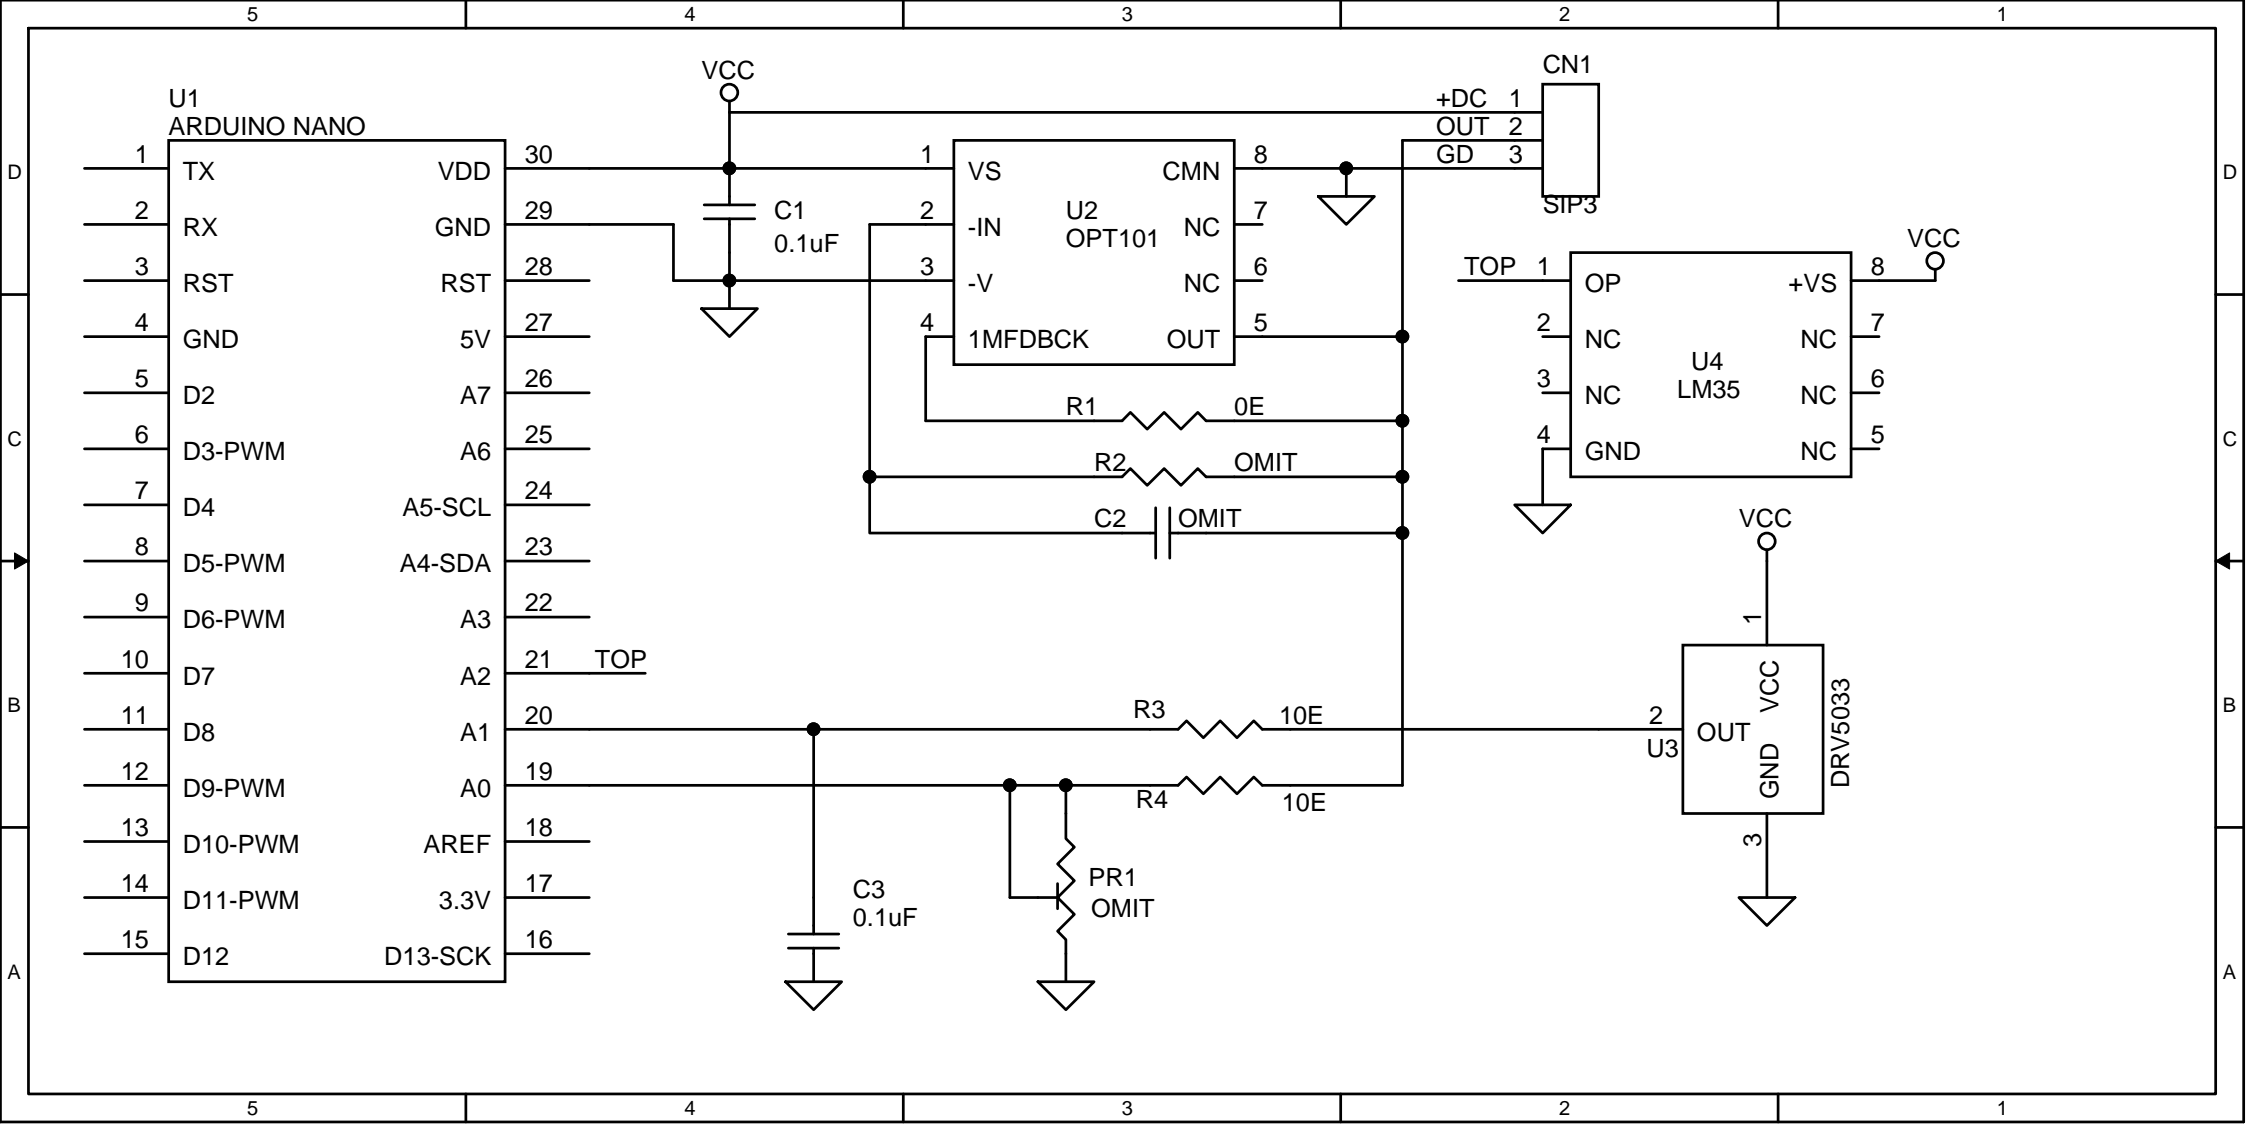 5 4 3 2 1
D
C
B
A
U1
ARDUINO NANO
1 TX VDD 30
2 RX GND 29
3 RST RST 28
4 GND 5V 27
5 D2 A7 26
6 D3-PWM A6 25
7 D4 A5-SCL 24
8 D5-PWM A4-SDA 23
9 D6-PWM A3 22
10 D7 A2 21 TOP
11 D8 A1 20
12 D9-PWM A0 19
13 D10-PWM AREF 18
14 D11-PWM 3.3V 17
15 D12 D13-SCK 16
VCC
C1
0.1uF
1 VS CMN 8
2 -IN NC 7
3 -V NC 6
4 1MFDBCK OUT 5
U2
OPT101
R1 0E
R2 OMIT
C2 OMIT
CN1
+DC 1
OUT 2
GD 3
SIP3
VCC
TOP 1 OP +VS 8
2 NC NC 7
3 NC NC 6
4 GND NC 5
U4
LM35
VCC
1
VCC
2 OUT
U3
GND
3
DRV5033
R3 10E
R4 10E
C3
0.1uF
PR1
OMIT
D
C
B
A
5 4 3 2 1